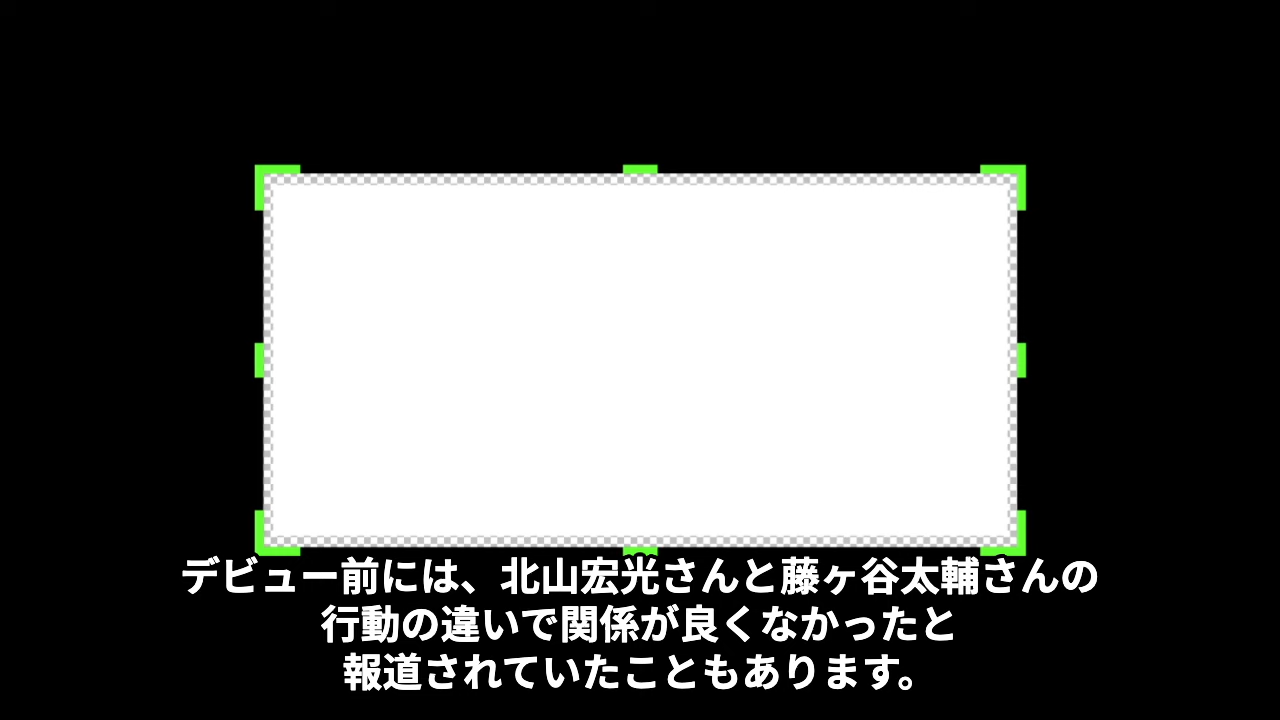 デビュー前には、北山宏光さんと藤ヶ谷太輔さんの
行動の違いで関係が良くなかったと
報道されていたこともあります。